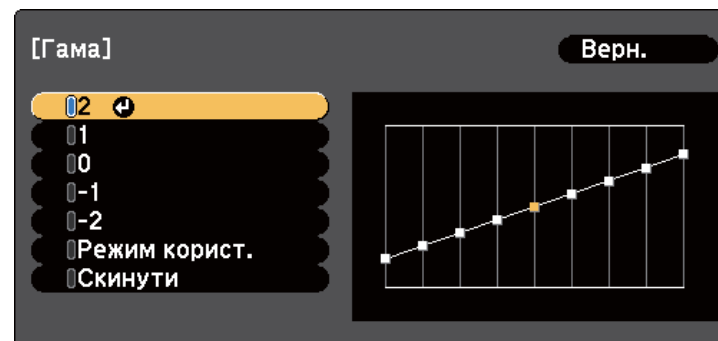 [Гама]
Верн.
2
1
0
-1
-2
Режим корист.
Скинути